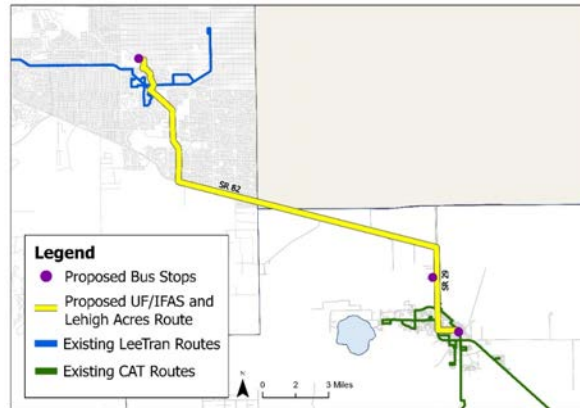 SR 82
SR 29
Legend
Proposed Bus Stops
Proposed UF/IFAS and
Lehigh Acres Route
Existing LeeTran Routes
Existing CAT Routes
N
0 2 3 Miles